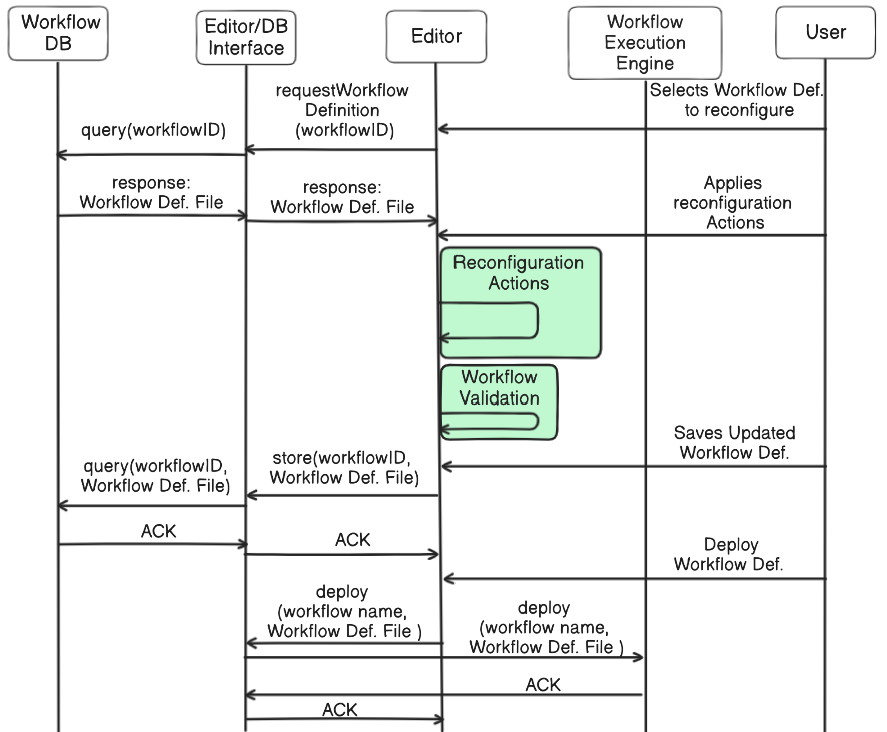 Workflow
DB
Editor/DB
Interface
Editor
Workflow
Execution
Engine
User
Selects Workflow Def.
to reconfigure
requestWorkflow
Definition
(workflowID)
query(workflowID)
response:
Workflow Def. File
response:
Workflow Def. File
Applies
reconfiguration
Actions
Reconfiguration
Actions
Workflow
Validation
Saves Updated
Workflow Def.
store(workflowID,
Workflow Def. File)
query(workflowID,
Workflow Def. File)
ACK
ACK
Deploy
Workflow Def.
deploy
(workflow name,
Workflow Def. File )
deploy
(workflow name,
Workflow Def. File )
ACK
ACK